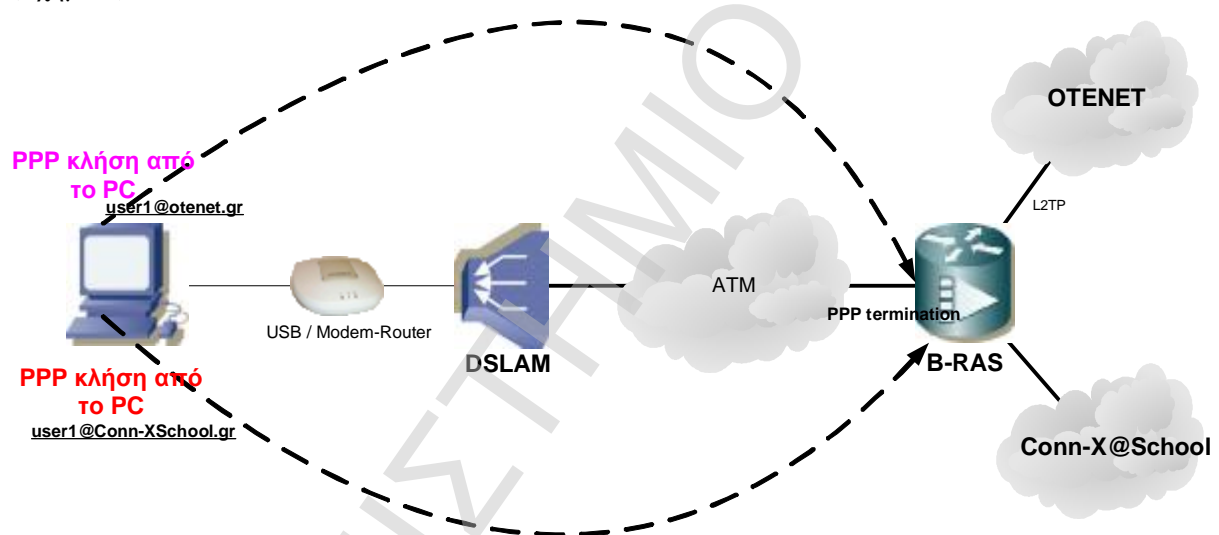 OTENET
PPP κλήση από
το PC
user1@otenet.gr
L2TP
ATM
USB / Modem-Router
PPP termination
DSLAM
B-RAS
PPP κλήση από
το PC
user1@Conn-XSchool.gr
Conn-X@School